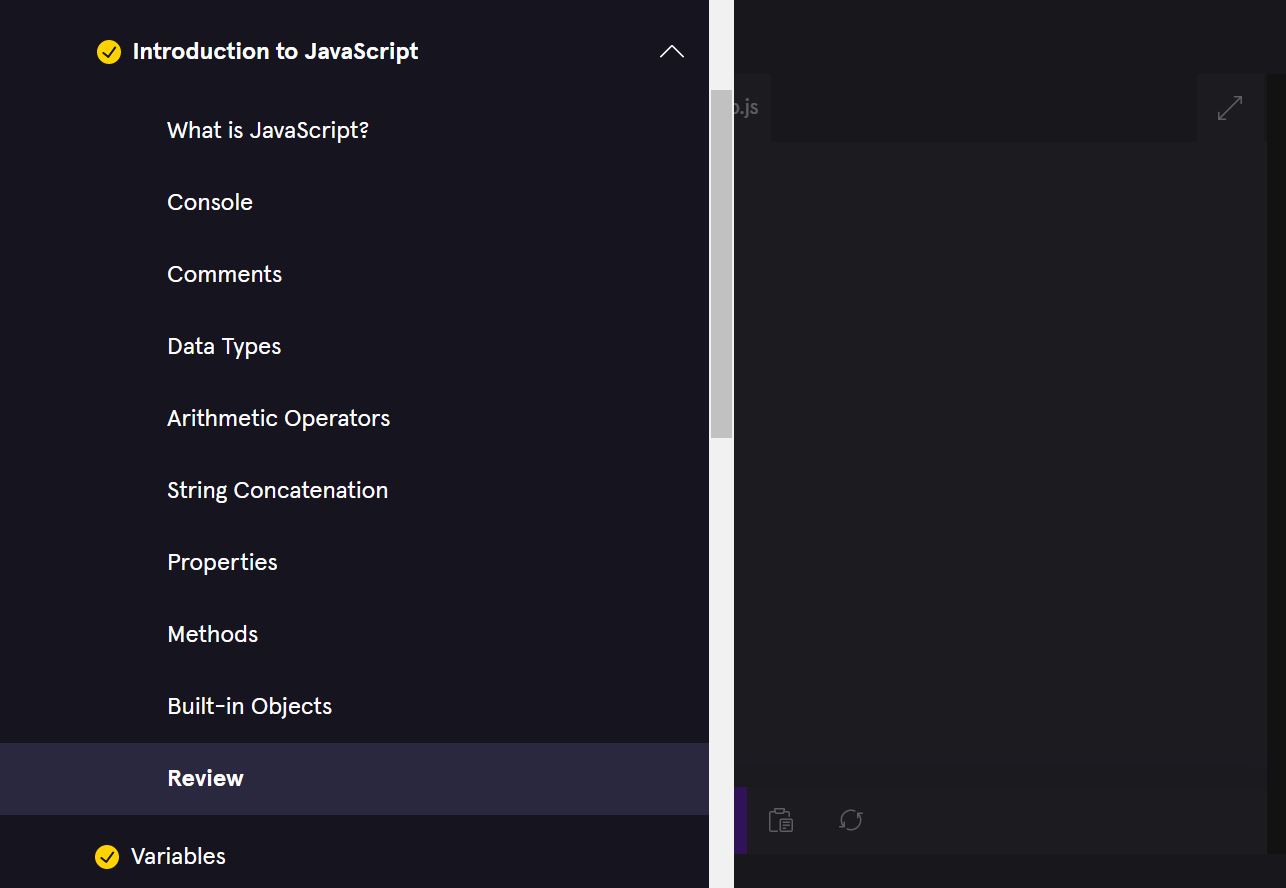 Introduction to JavaScript
.js
What is JavaScript?
Console
Comments
Data Types
Arithmetic Operators
String Concatenation
Properties
Methods
Built-in Objects
Review
Variables